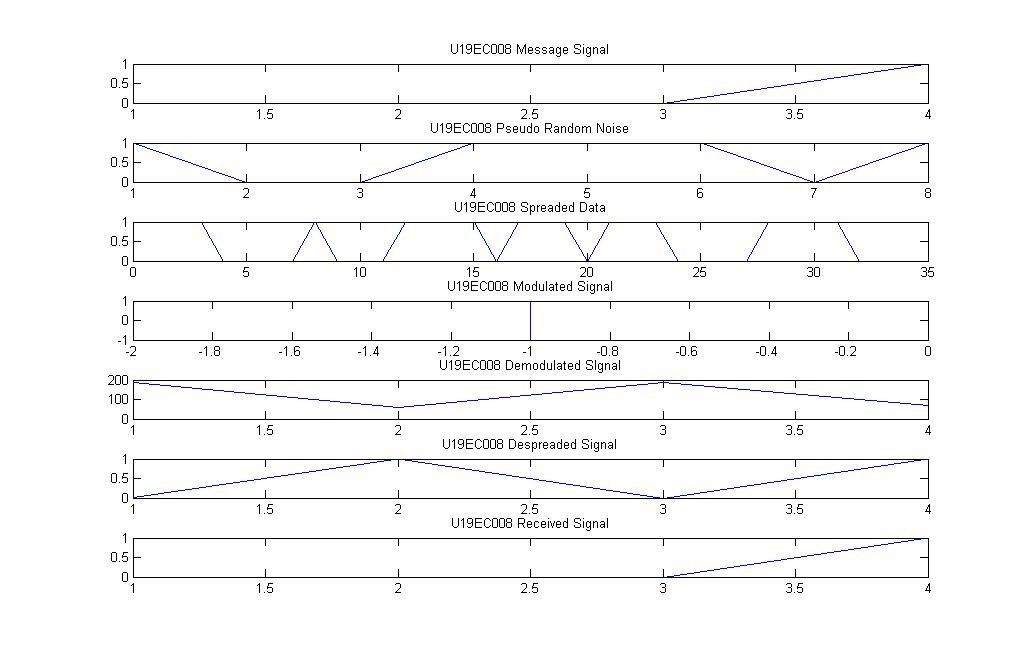 U19EC008 Message Signal
1
0.5
0
1 1.5 2 2.5 3 3.5 4
U19EC008 Pseudo Random Noise
1
0.5
0
1 2 3 4 5 6 7 8
U19EC008 Spreaded Data
1
0.5
0
0 5 10 15 20 25 30 35
U19EC008 Modulated Signal
1
0
-1
-2 -1.8 -1.6 -1.4 -1.2 -1 -0.8 -0.6 -0.4 -0.2 0
U19EC008 Demodulated SIgnal
200
100
0
1 1.5 2 2.5 3 3.5 4
U19EC008 Despreaded Signal
1
0.5
0
1 1.5 2 2.5 3 3.5 4
U19EC008 Received Signal
1
0.5
0
1 1.5 2 2.5 3 3.5 4